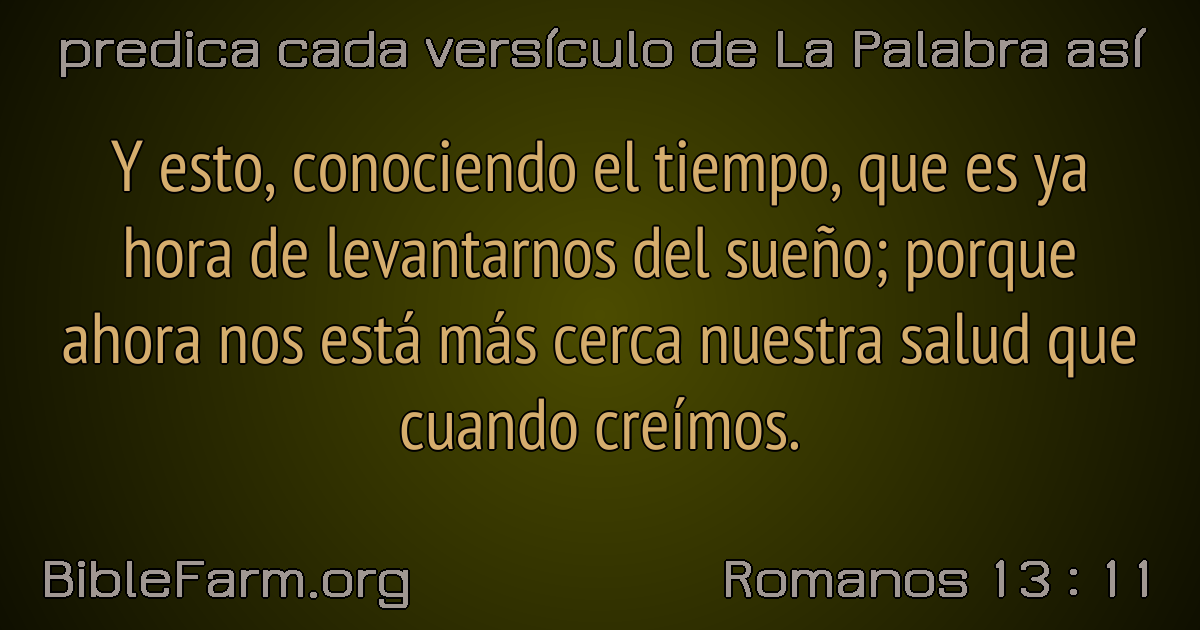 predica cada versículo de La Palabra así
Y esto, conociendo el tiempo, que es ya
hora de levantarnos del sueño; porque
ahora nos está más cerca nuestra salud que
cuando creímos.
BibleFarm.org
Romanos 13 : 11